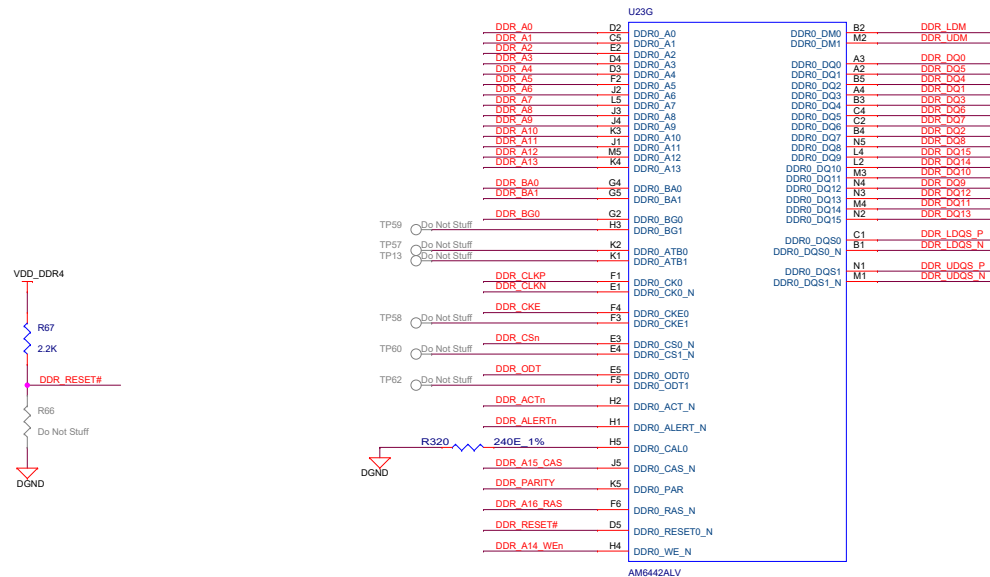 U23G
DDR_A0 D2 DDR0_A0 DDR0_DM0 B2 DDR_LDM
DDR_A1 C5 DDR0_A1 DDR0_DM1 M2 DDR_UDM
DDR_A2 E2 DDR0_A2
DDR_A3 D4 DDR0_A3 DDR0_DQ0 A3 DDR_DQ0
DDR_A4 D3 DDR0_A4 DDR0_DQ1 A2 DDR_DQ5
DDR_A5 F2 DDR0_A5 DDR0_DQ2 B5 DDR_DQ4
DDR_A6 J2 DDR0_A6 DDR0_DQ3 A4 DDR_DQ1
DDR_A7 L5 DDR0_A7 DDR0_DQ4 B3 DDR_DQ3
DDR_A8 J3 DDR0_A8 DDR0_DQ5 C4 DDR_DQ6
DDR_A9 J4 DDR0_A9 DDR0_DQ6 C2 DDR_DQ7
DDR_A10 K3 DDR0_A10 DDR0_DQ7 B4 DDR_DQ2
DDR_A11 J1 DDR0_A11 DDR0_DQ8 N5 DDR_DQ8
DDR_A12 M5 DDR0_A12 DDR0_DQ9 L4 DDR_DQ15
DDR_A13 K4 DDR0_A13 DDR0_DQ10 L2 DDR_DQ14
DDR0_DQ11 M3 DDR_DQ10
DDR_BA0 G4 DDR0_BA0 DDR0_DQ12 N4 DDR_DQ9
DDR_BA1 G5 DDR0_BA1 DDR0_DQ13 N3 DDR_DQ12
DDR0_DQ14 M4 DDR_DQ11
DDR_BG0 G2 DDR0_BG0 DDR0_DQ15 N2 DDR_DQ13
TP59 Do Not Stuff H3 DDR0_BG1
DDR0_DQS0 C1 DDR_LDQS_P
TP57 Do Not Stuff K2 DDR0_ATB0 DDR0_DQS0_N B1 DDR_LDQS_N
TP13 Do Not Stuff K1 DDR0_ATB1
DDR0_DQS1 N1 DDR_UDQS_P
DDR_CLKP F1 DDR0_CK0 DDR0_DQS1_N M1 DDR_UDQS_N
DDR_CLKN E1 DDR0_CK0_N
DDR_CKE F4 DDR0_CKE0
TP58 Do Not Stuff F3 DDR0_CKE1
DDR_CSn E3 DDR0_CS0_N
TP60 Do Not Stuff E4 DDR0_CS1_N
DDR_ODT E5 DDR0_ODT0
TP62 Do Not Stuff F5 DDR0_ODT1
DDR_ACTn H2 DDR0_ACT_N
DDR_ALERTn H1 DDR0_ALERT_N
R320 240E_1% H5 DDR0_CAL0
DGND
DDR_A15_CAS J5 DDR0_CAS_N
DDR_PARITY K5 DDR0_PAR
DDR_A16_RAS F6 DDR0_RAS_N
DDR_RESET# D5 DDR0_RESET0_N
DDR_A14_WEn H4 DDR0_WE_N
AM6442ALV
VDD_DDR4
R67
2.2K
DDR_RESET#
R66
Do Not Stuff
DGND